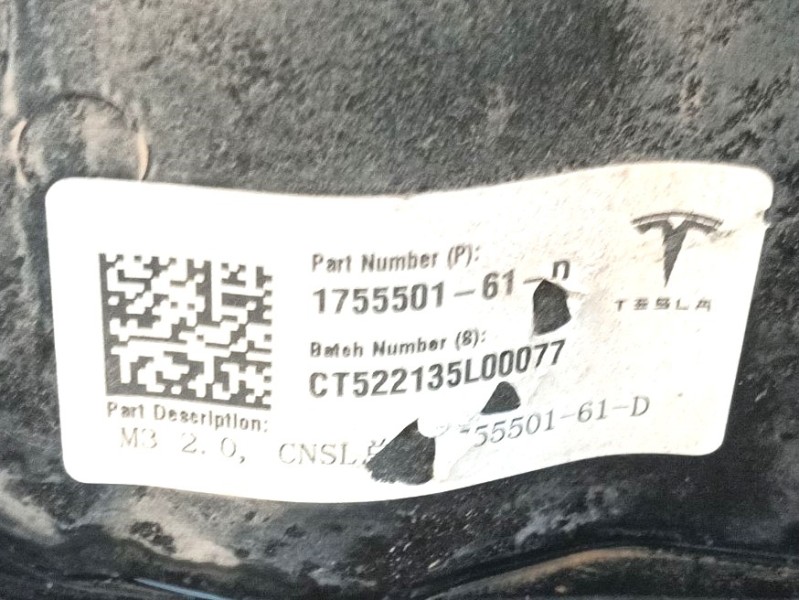 Part Number (P):
1755501-61-D
TESLA
Batch Number (S):
CT522135L00077
Part Description:
M3 2.0, CNSL 55501-61-D